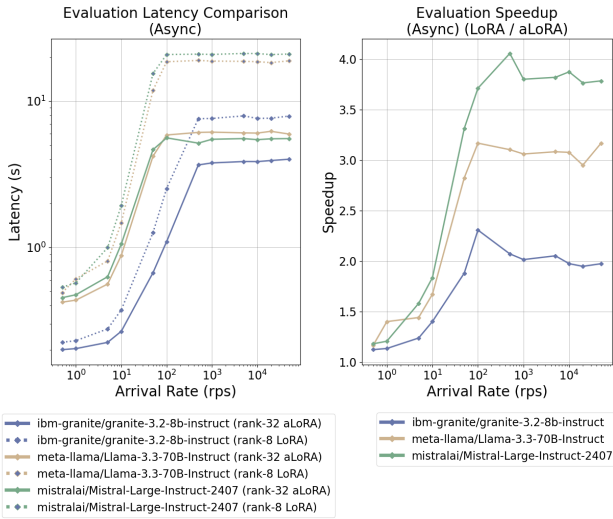 Evaluation Latency Comparison
(Async)
Evaluation Speedup
(Async) (LoRA / aLoRA)
Latency (s)
10¹
10⁰
10⁰ 10¹ 10² 10³ 10⁴
Arrival Rate (rps)
Speedup
4.0
3.5
3.0
2.5
2.0
1.5
1.0
10⁰ 10¹ 10² 10³ 10⁴
Arrival Rate (rps)
ibm-granite/granite-3.2-8b-instruct (rank-32 aLoRA)
ibm-granite/granite-3.2-8b-instruct (rank-8 LoRA)
meta-llama/Llama-3.3-70B-Instruct (rank-32 aLoRA)
meta-llama/Llama-3.3-70B-Instruct (rank-8 LoRA)
mistralai/Mistral-Large-Instruct-2407 (rank-32 aLoRA)
mistralai/Mistral-Large-Instruct-2407 (rank-8 LoRA)
ibm-granite/granite-3.2-8b-instruct
meta-llama/Llama-3.3-70B-Instruct
mistralai/Mistral-Large-Instruct-2407